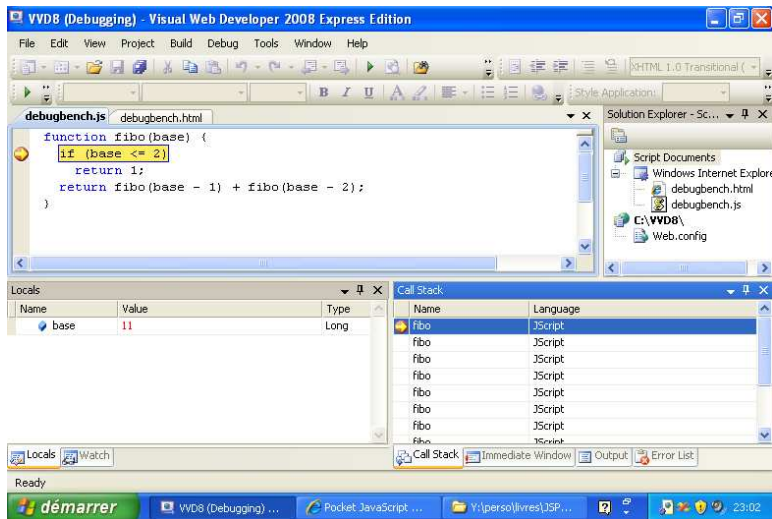 VVD8 (Debugging) - Visual Web Developer 2008 Express Edition
File Edit View Project Build Debug Tools Window Help
XHTML 1.0 Transitional (
B I U A Style Application:
debugbench.js debugbench.html
function fibo(base) {
if (base <= 2)
return 1;
return fibo(base - 1) + fibo(base - 2);
}
Solution Explorer - Sc...
Script Documents
Windows Internet Explore
debugbench.html
debugbench.js
C:\VVD8\
Web.config
Locals
Name Value Type
base 11 Long
Call Stack
Name Language
fibo JScript
fibo JScript
fibo JScript
fibo JScript
fibo JScript
fibo JScript
fibo JScript
fibo JScript
Locals Watch
Call Stack Immediate Window Output Error List
Ready
démarrer VVD8 (Debugging) ... Pocket JavaScript ... Y:\perso\livres\JSP... 23:02